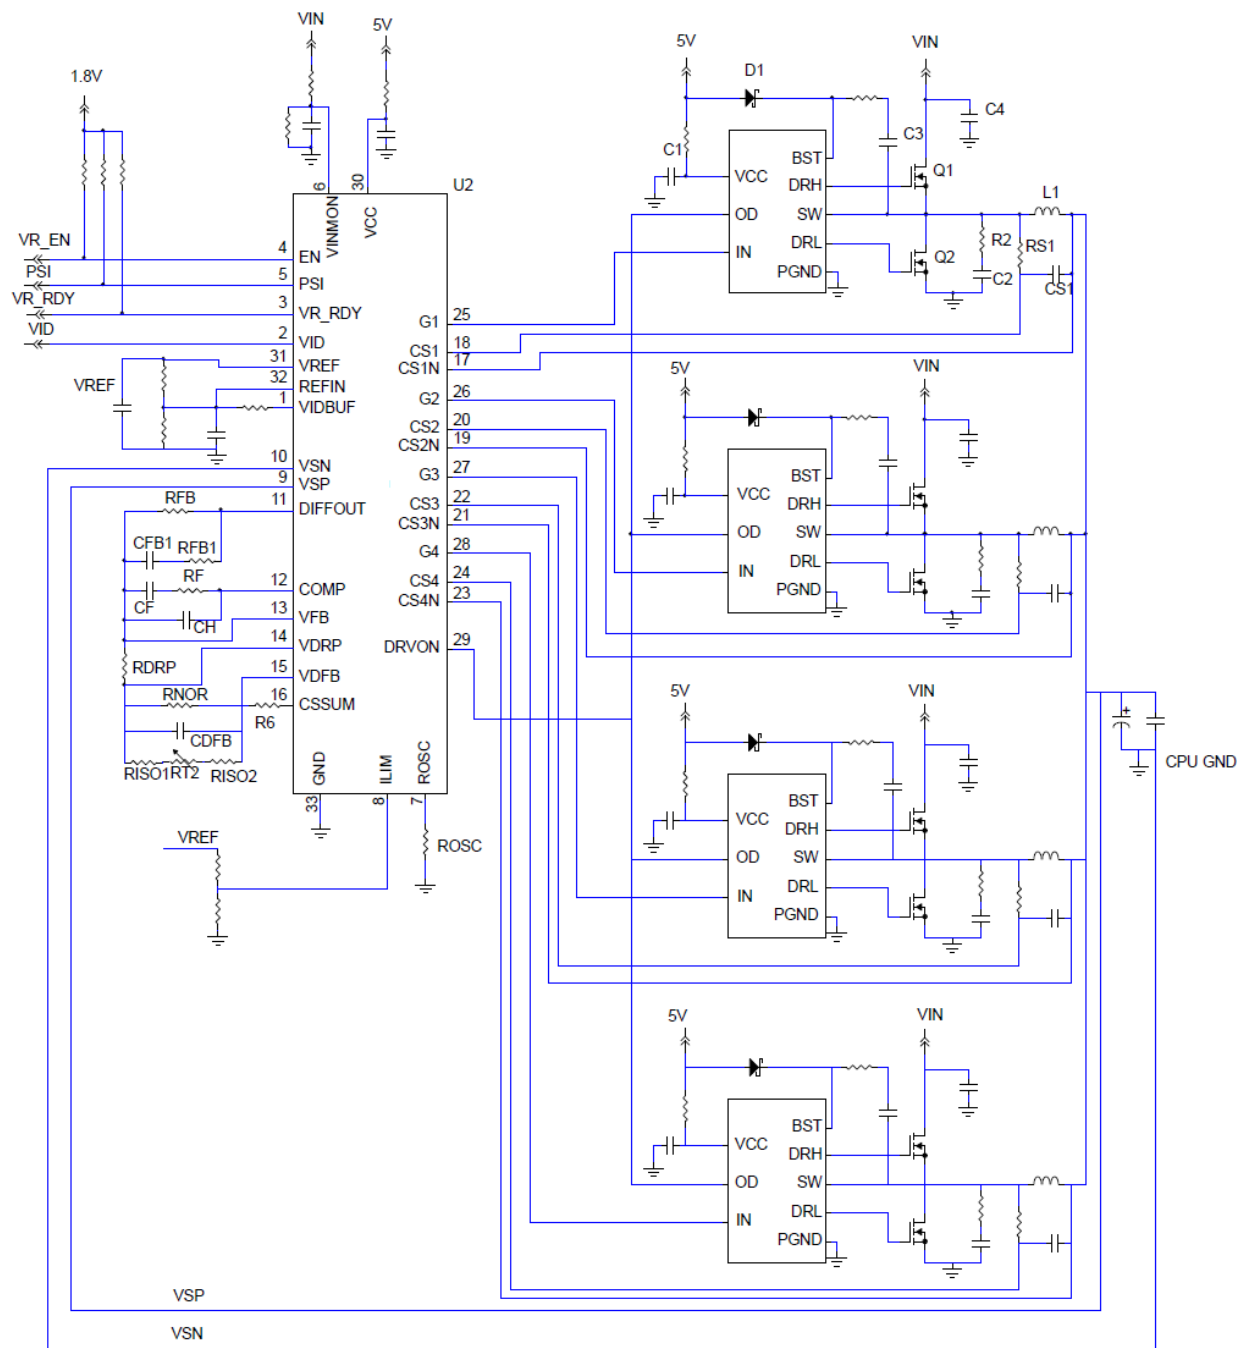 VIN
5V
1.8V
6
VINMON
30
VCC
U2
VR_EN
4
EN
PSI
5
PSI
VR_RDY
3
VR_RDY
VID
2
VID
31
VREF
32
REFIN
1
VIDBUF
VREF
10
VSN
9
VSP
11
DIFFOUT
RFB
CFB1
RFB1
RF
CF
CH
12
COMP
13
VFB
14
VDRP
15
VDFB
16
CSSUM
RDRP
RNOR
R6
CDFB
RISO1
RT2
RISO2
GND
33
ILIM
8
ROSC
7
ROSC
VREF
G1
25
CS1
18
CS1N
17
G2
26
CS2
20
CS2N
19
G3
27
CS3
22
CS3N
21
G4
28
CS4
24
CS4N
23
DRVON
29
5V
D1
VIN
C4
C3
C1
VCC
BST
DRH
OD
SW
DRL
IN
PGND
Q1
Q2
L1
R2
RS1
C2
CS1
5V
VIN
BST
VCC
DRH
OD
SW
DRL
IN
PGND
5V
VIN
BST
VCC
DRH
OD
SW
DRL
IN
PGND
5V
VIN
BST
VCC
DRH
OD
SW
DRL
IN
PGND
+
CPU GND
VSP
VSN